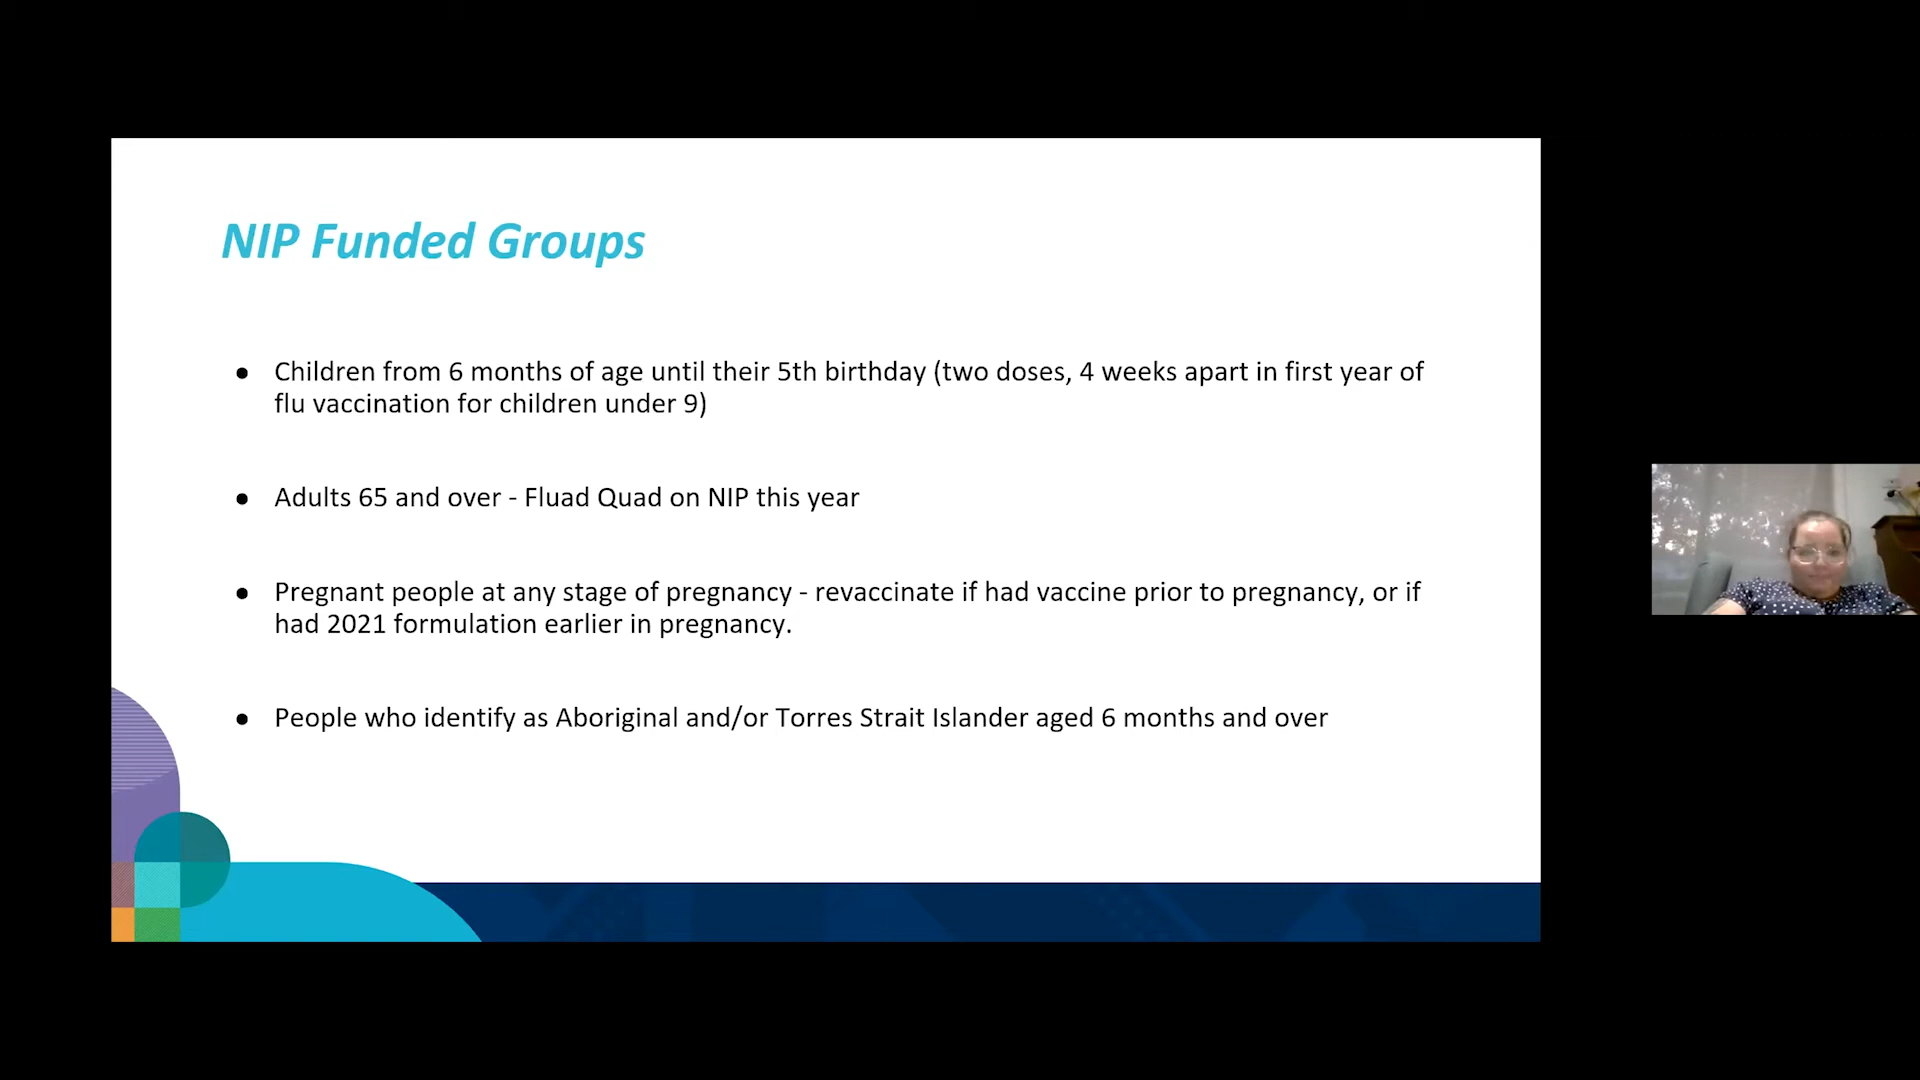 NIP Funded Groups
● Children from 6 months of age until their 5th birthday (two doses, 4 weeks apart in first year of
flu vaccination for children under 9)
● Adults 65 and over - Fluad Quad on NIP this year
● Pregnant people at any stage of pregnancy - revaccinate if had vaccine prior to pregnancy, or if
had 2021 formulation earlier in pregnancy.
● People who identify as Aboriginal and/or Torres Strait Islander aged 6 months and over